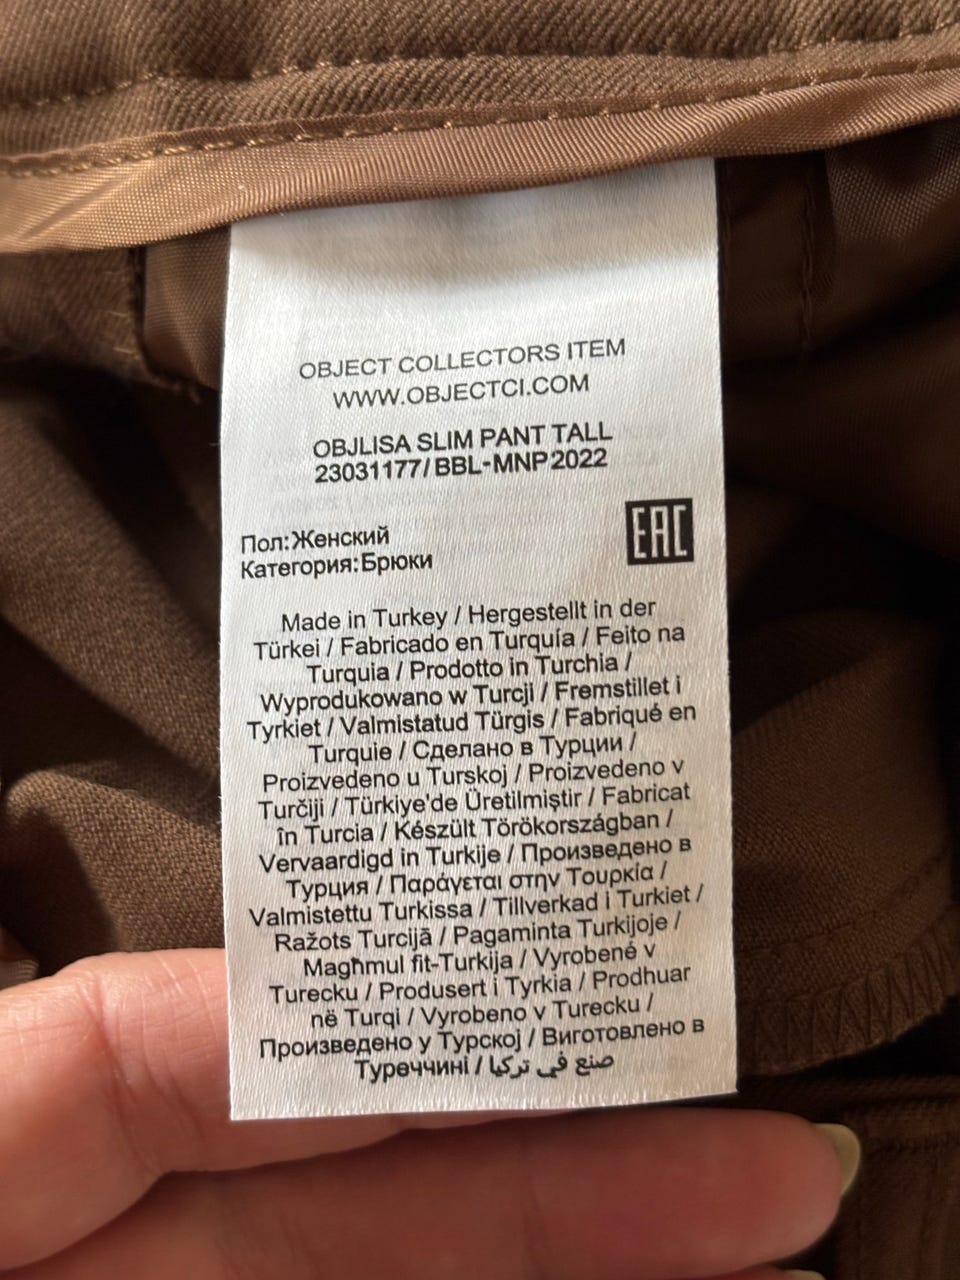 OBJECT COLLECTORS ITEM
WWW.OBJECTCI.COM
OBJLISA SLIM PANT TALL
23031177/BBL-MNP2022
Пол:Женский
Категория:Брюки
EAC
Made in Turkey / Hergestellt in der
Türkei / Fabricado en Turquía / Feito na
Turquia / Prodotto in Turchia /
Wyprodukowano w Turcji / Fremstillet i
Tyrkiet / Valmistatud Türgis / Fabriqué en
Turquie / Сделано в Турции /
Proizvedeno u Turskoj / Proizvedeno v
Turčiji / Türkiye'de Üretilmiştir / Fabricat
în Turcia / Készült Törökországban /
Vervaardigd in Turkije / Произведено в
Турция / Παράγεται στην Τουρκία /
Valmistettu Turkissa / Tillverkad i Turkiet /
Ražots Turcijā / Pagaminta Turkijoje /
Magħmul fit-Turkija / Vyrobené v
Turecku / Produsert i Tyrkia / Prodhuar
në Turqi / Vyrobeno v Turecku /
Произведено у Турској / Виготовлено в
Туреччині / صنع في تركيا